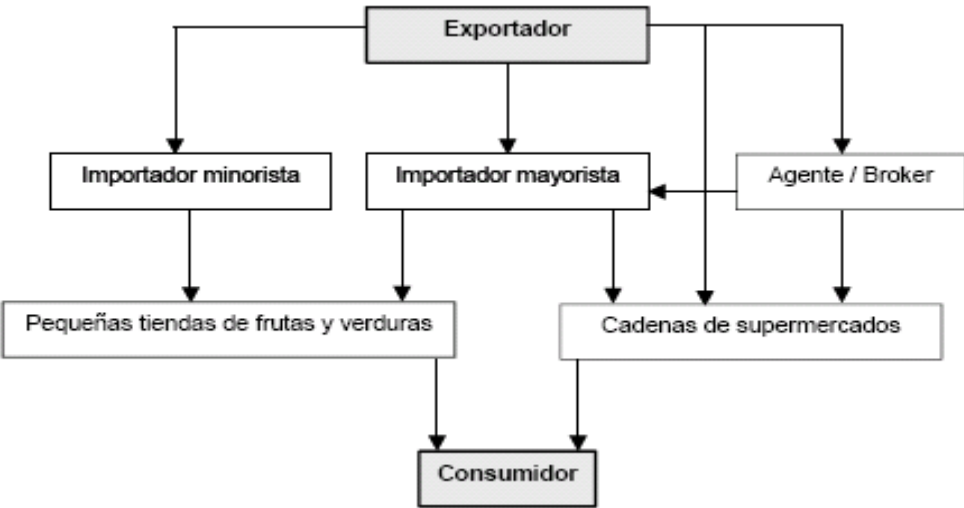 Exportador
Importador minorista
Importador mayorista
Agente / Broker
Pequeñas tiendas de frutas y verduras
Cadenas de supermercados
Consumidor